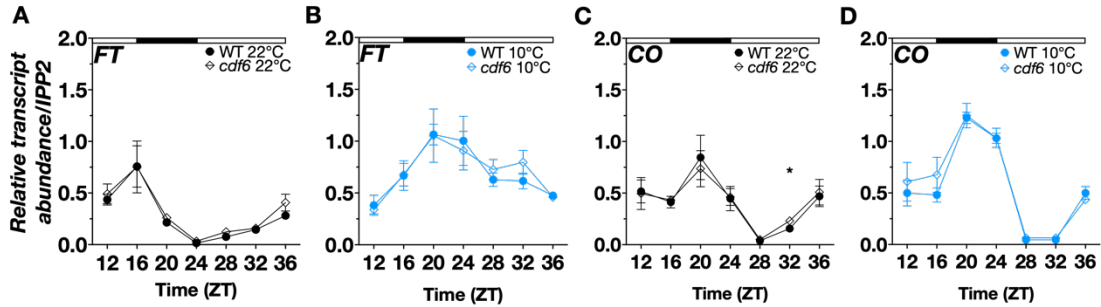 A
B
C
D
Relative transcript
abundance/IPP2
2.0
1.5
1.0
0.5
0.0
FT
WT 22°C
cdf6 22°C
12 16 20 24 28 32 36
Time (ZT)
2.0
1.5
1.0
0.5
0.0
FT
WT 10°C
cdf6 10°C
12 16 20 24 28 32 36
Time (ZT)
2.0
1.5
1.0
0.5
0.0
CO
WT 22°C
cdf6 22°C
*
12 16 20 24 28 32 36
Time (ZT)
2.0
1.5
1.0
0.5
0.0
CO
WT 10°C
cdf6 10°C
12 16 20 24 28 32 36
Time (ZT)